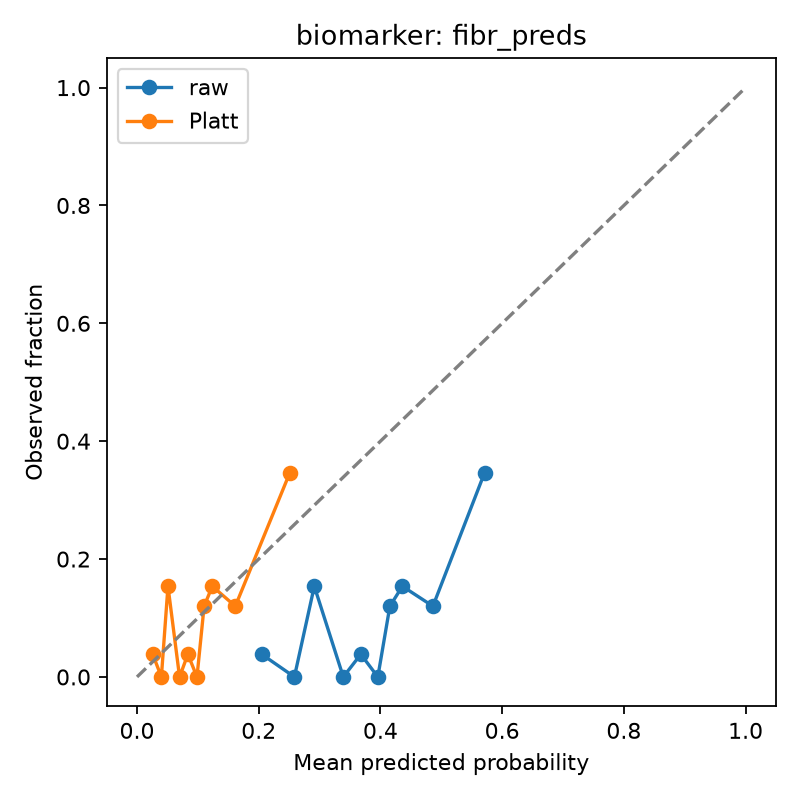 biomarker: fibr_preds
raw
Platt
1.0
0.8
0.6
0.4
0.2
0.0
Observed fraction
0.0 0.2 0.4 0.6 0.8 1.0
Mean predicted probability